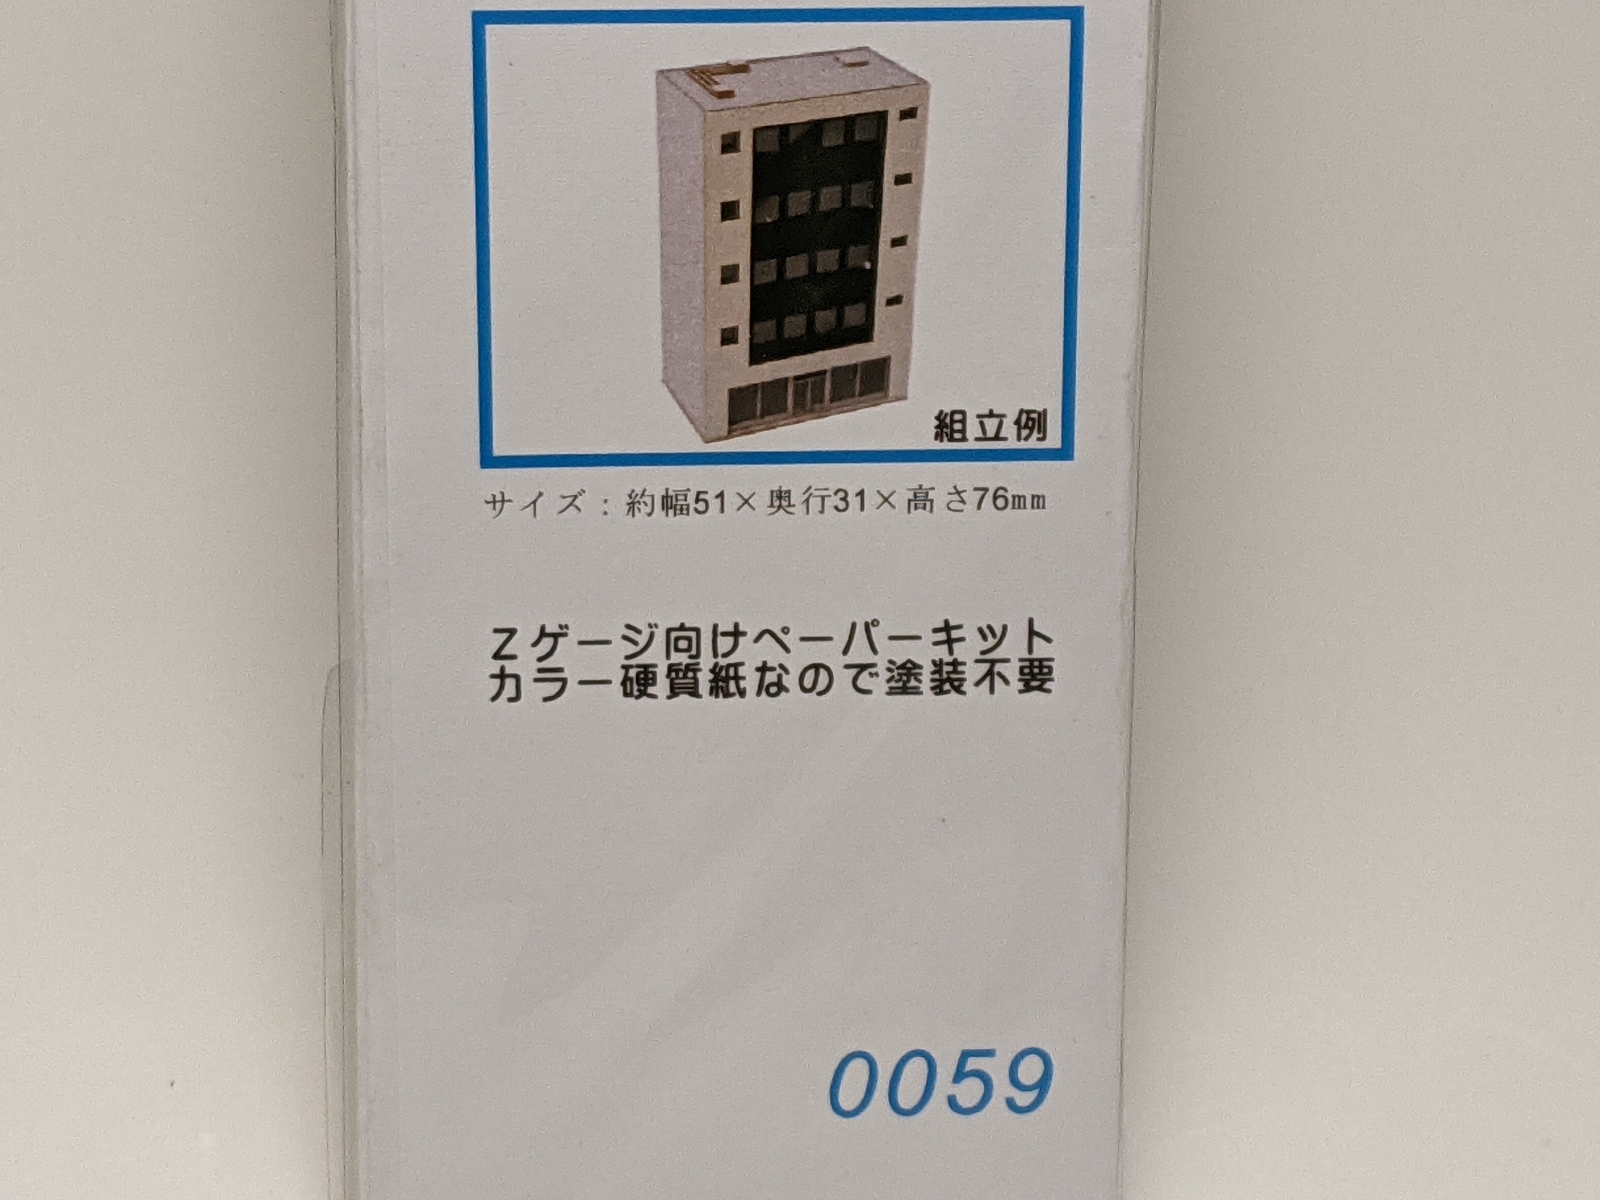 組立例
サイズ：約幅51×奥行31×高さ76mm
Zゲージ向けペーパーキット
カラー硬質紙なので塗装不要
0059